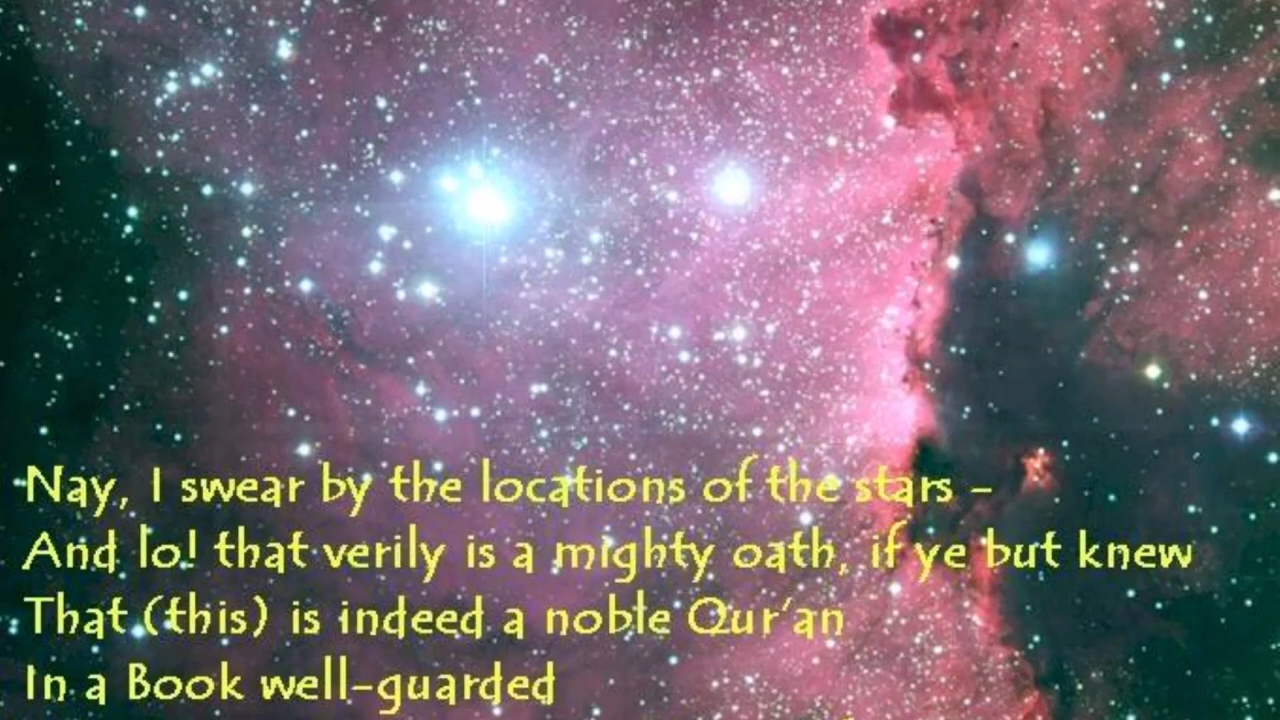 Nay, I swear by the locations of the stars –
And lo! that verily is a mighty oath, if ye but knew
That (this) is indeed a noble Qur'an
In a Book well-guarded